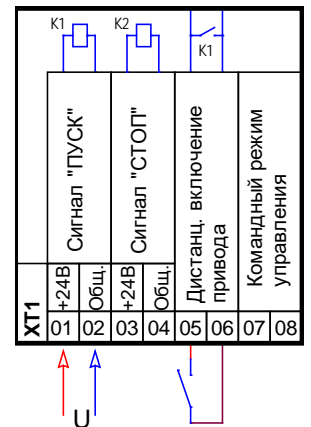 K1
K2
K1
Сигнал "ПУСК"
Сигнал "СТОП"
Дистанц. включение
привода
Командный режим
управления
+24В
Общ.
+24В
Общ.
XT1
01
02
03
04
05
06
07
08
U